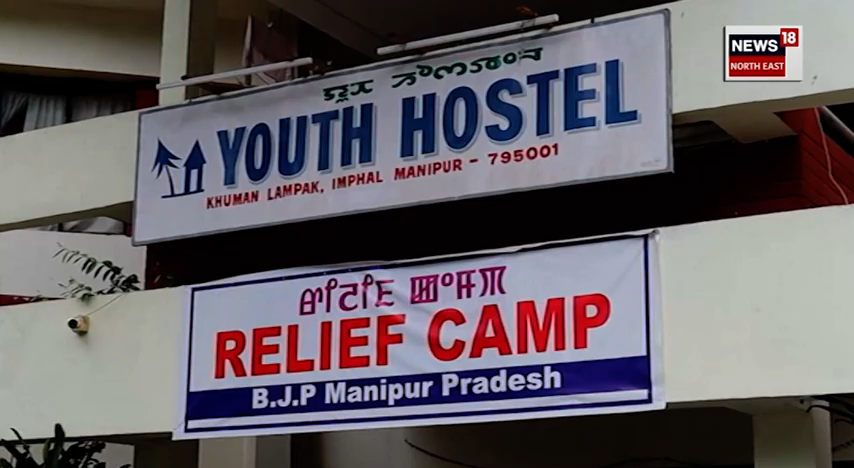 NEWS 18
NORTH EAST
YOUTH HOSTEL
KHUMAN LAMPAK, IMPHAL MANIPUR - 795001
RELIEF CAMP
B.J.P Manipur Pradesh